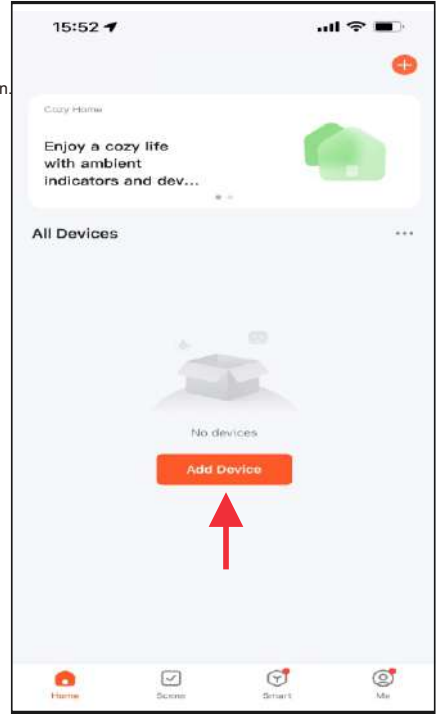 15:52
n.
Cozy Home
Enjoy a cozy life
with ambient
indicators and dev...
All Devices
No devices
Add Device
Home
Scene
Smart
Me